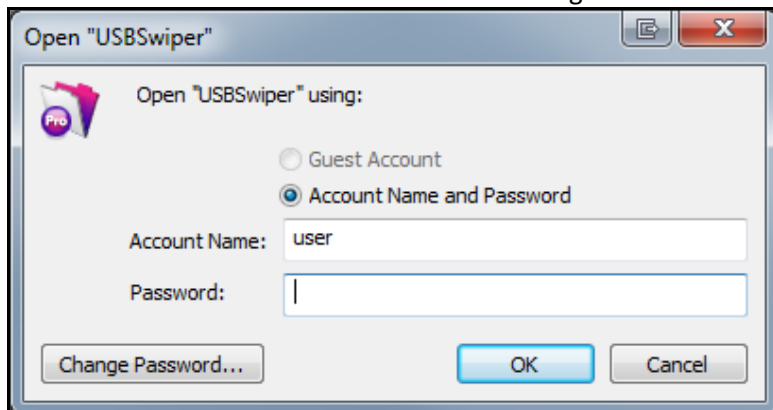 Open "USBSwiper"
Open "USBSwiper" using:
Pro
Guest Account
Account Name and Password
Account Name: user
Password:
Change Password... OK Cancel